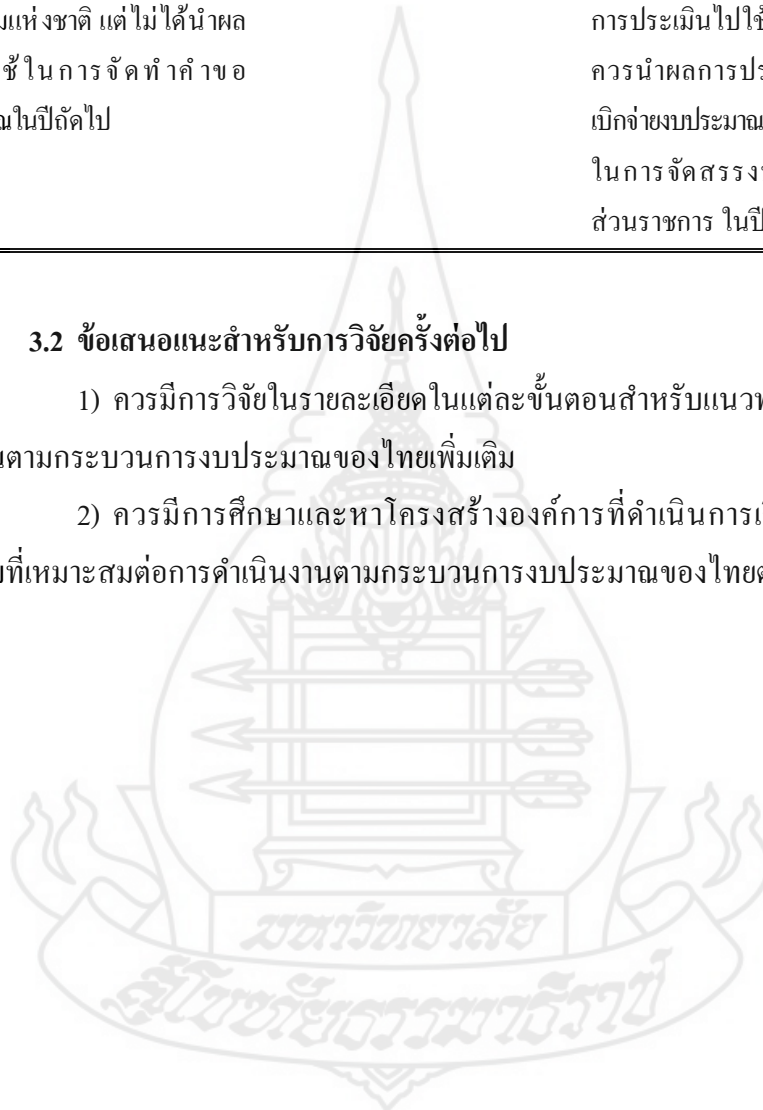 มแห่งชาติ แต่ไม่ได้นำผล
ช้ในการจัดทำคำขอ
ณในปีถัดไป
การประเมินไปใช้
ควรนำผลการปร
เบิกจ่ายงบประมาณ
ในการจัดสรรง
ส่วนราชการ ในปี
3.2 ข้อเสนอแนะสำหรับการวิจัยครั้งต่อไป
1) ควรมีการวิจัยในรายละเอียดในแต่ละขั้นตอนสำหรับแนวท
นตามกระบวนการงบประมาณของไทยเพิ่มเติม
2) ควรมีการศึกษาและหาโครงสร้างองค์การที่ดำเนินการเ
ที่เหมาะสมต่อการดำเนินงานตามกระบวนการงบประมาณของไทย
มหาวิทยาลัย
สุโขทัยธรรมาธิราช